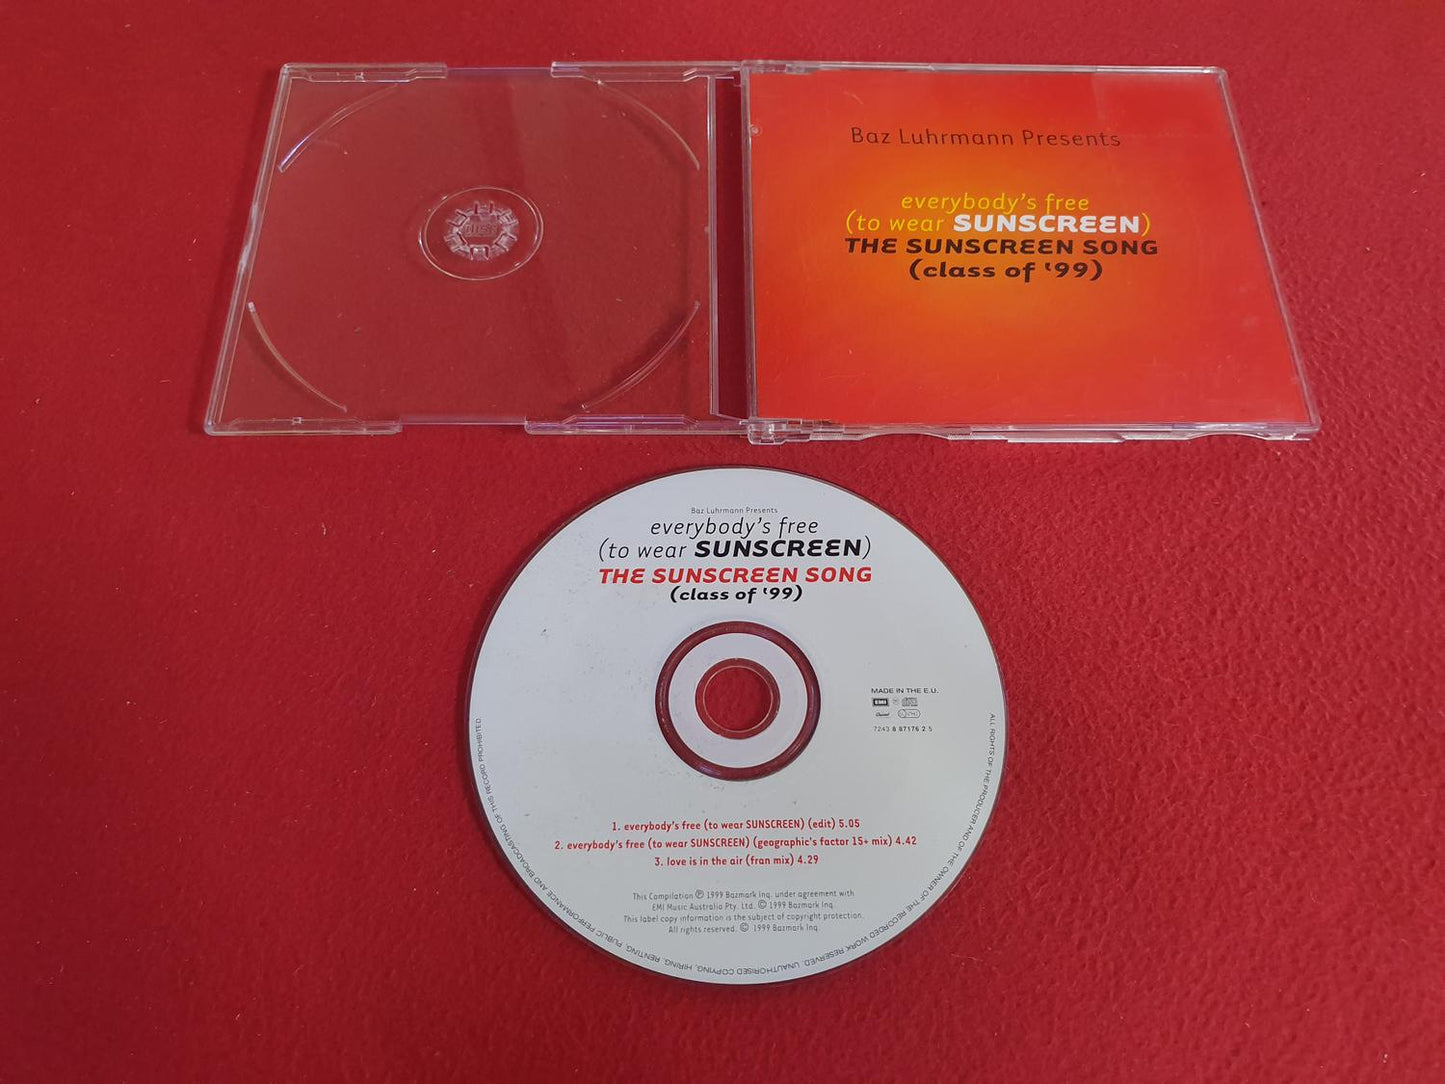 Baz Luhrmann Presents
everybody's free
(to wear SUNSCREEN)
THE SUNSCREEN SONG
(class of '99)
Baz Luhrmann Presents
everybody's free
(to wear SUNSCREEN)
THE SUNSCREEN SONG
(class of '99)
MADE IN THE E.U.
EMI
Capitol
7243 8 87176 2 5
1. everybody's free (to wear SUNSCREEN) (edit) 5.05
2. everybody's free (to wear SUNSCREEN) (geographic's factor 15+ mix) 4.42
3. love is in the air (fran mix) 4.29
This Compilation ℗ 1999 Bazmark Inq. under agreement with
EMI Music Australia Pty. Ltd. © 1999 Bazmark Inq.
This label copy information is the subject of copyright protection.
All rights reserved. © 1999 Bazmark Inq.
ALL RIGHTS OF THE PRODUCER AND OF THE OWNER OF THE RECORDED WORK RESERVED. UNAUTHORISED COPYING, HIRING, RENTING, PUBLIC PERFORMANCE AND BROADCASTING OF THIS RECORD PROHIBITED.